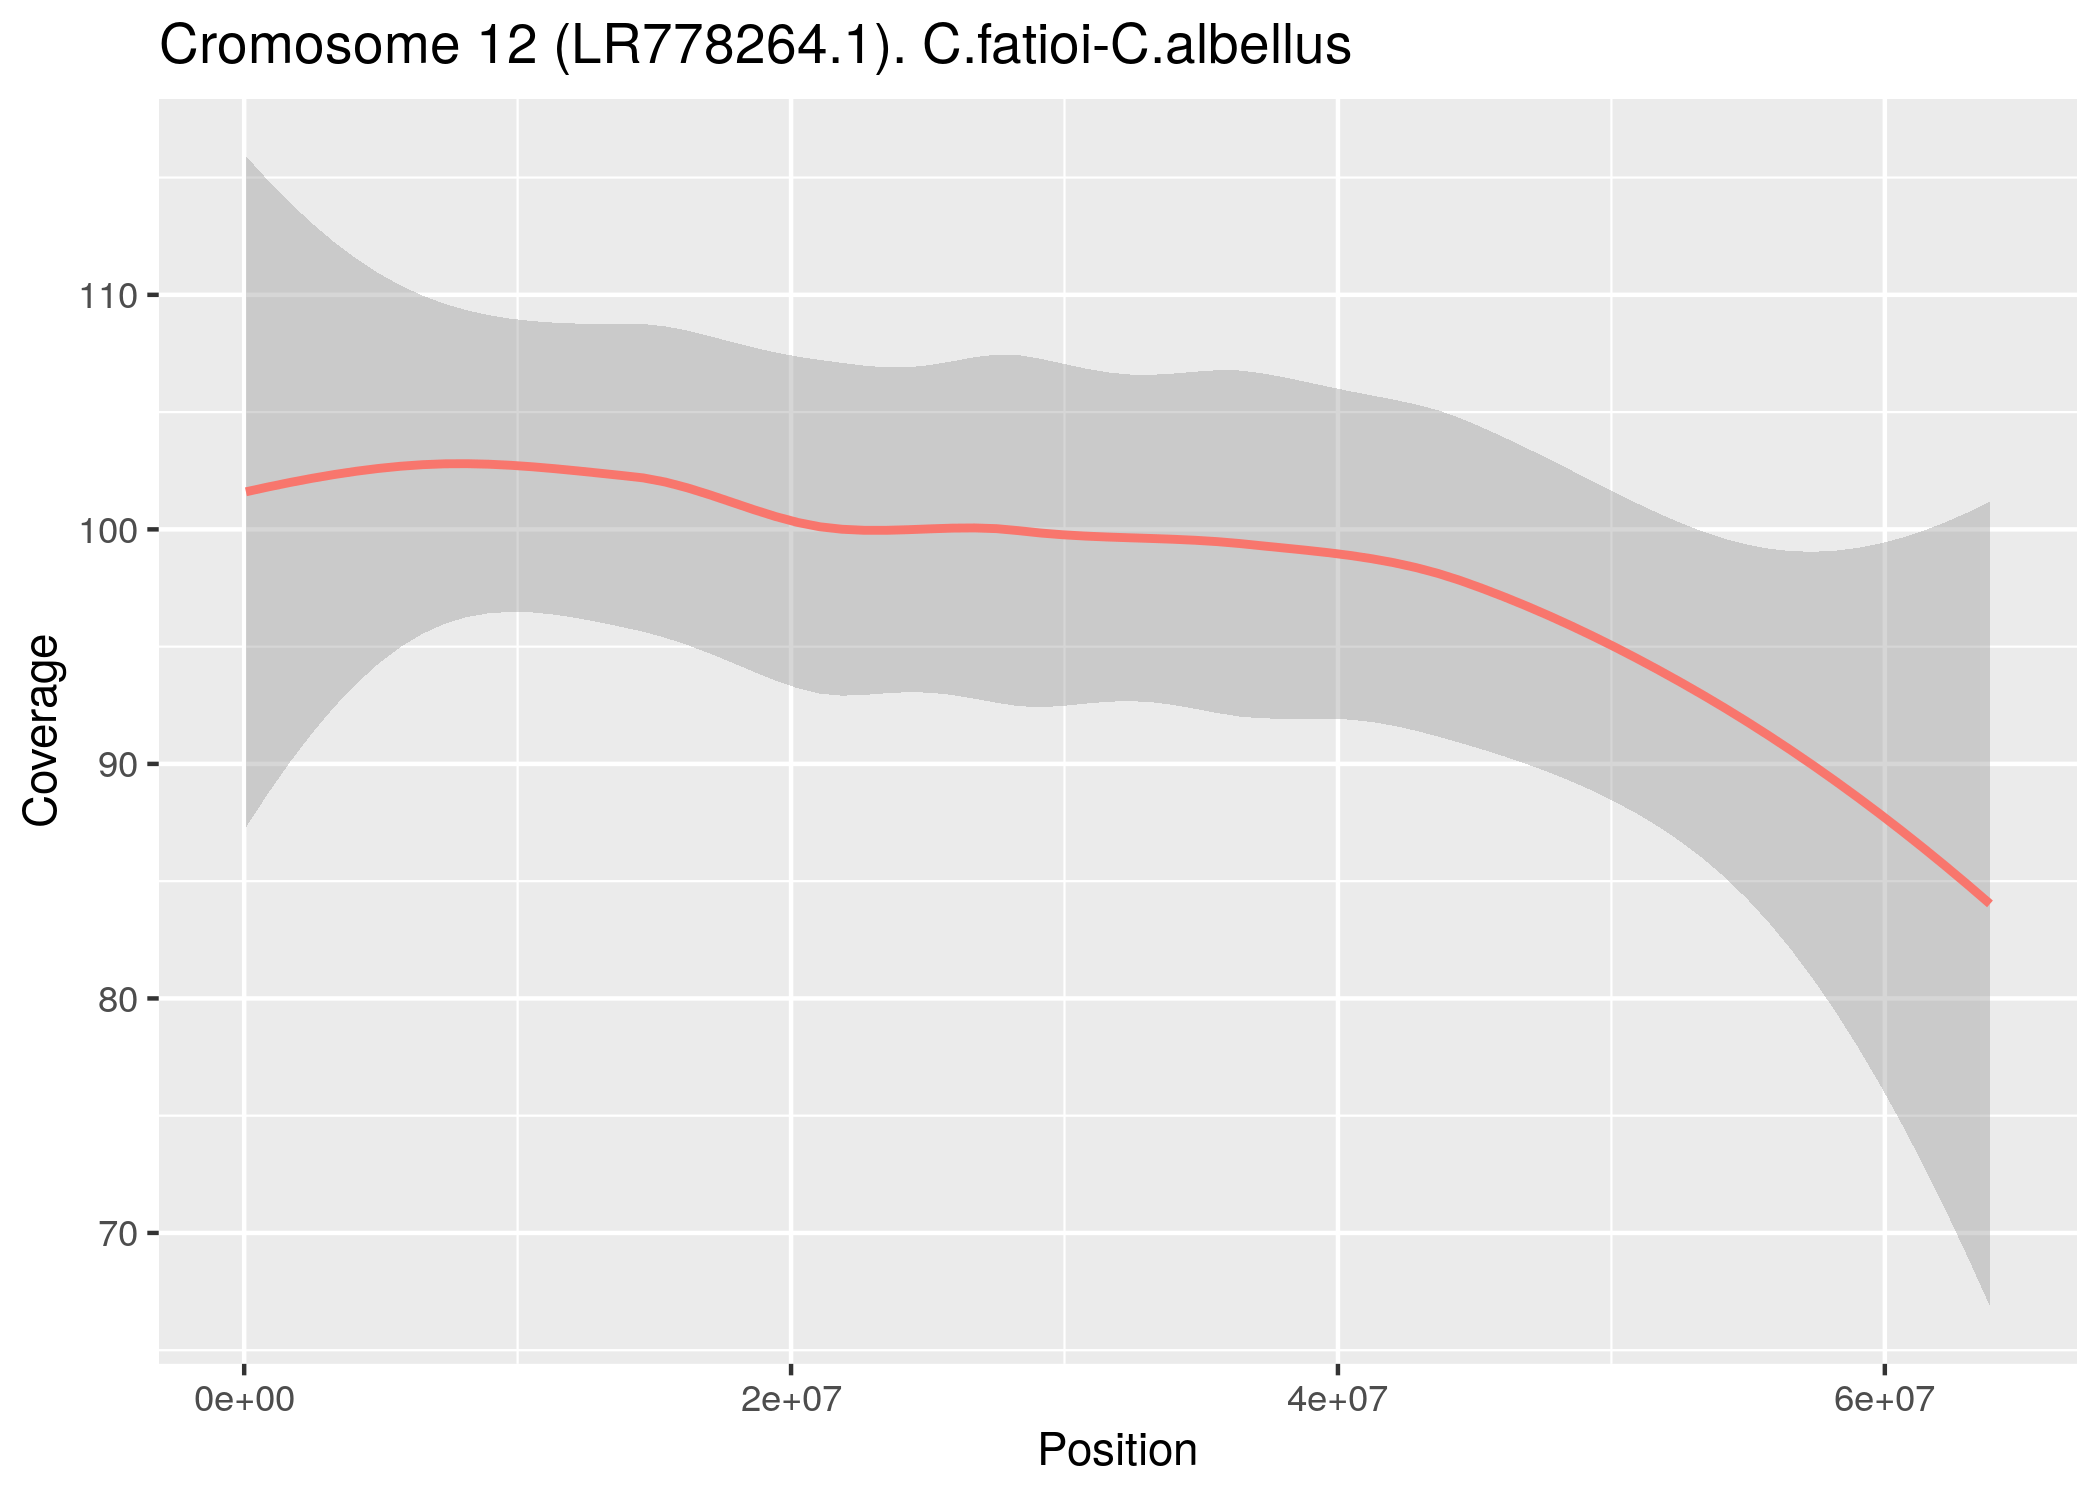 Cromosome 12 (LR778264.1). C.fatioi-C.albellus
Coverage
110
100
90
80
70
0e+00 2e+07 4e+07 6e+07
Position